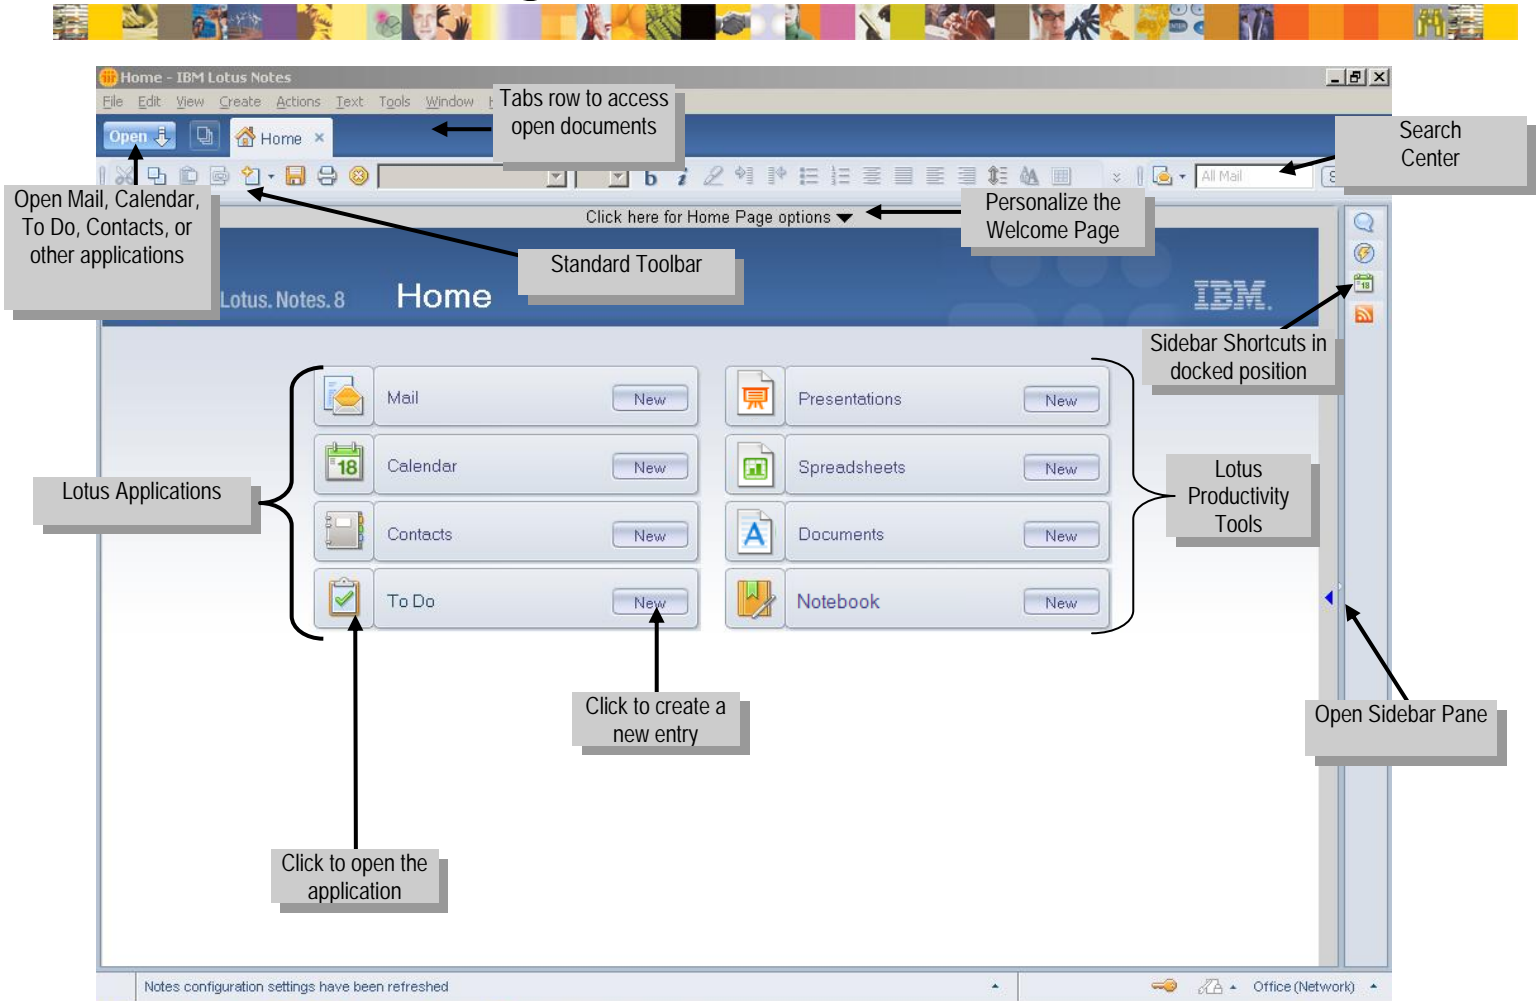 Home - IBM Lotus Notes
File Edit View Create Actions Text Tools Window
Tabs row to access
open documents
Open
Home
Search
Center
b i
All Mail
Open Mail, Calendar,
To Do, Contacts, or
other applications
Click here for Home Page options
Personalize the
Welcome Page
Standard Toolbar
Lotus. Notes. 8
Home
IBM.
18
Sidebar Shortcuts in
docked position
Mail
New
Presentations
New
18
Calendar
New
Spreadsheets
New
Lotus Applications
Lotus
Productivity
Tools
Contacts
New
A
Documents
New
To Do
New
Notebook
New
Click to create a
new entry
Open Sidebar Pane
Click to open the
application
Notes configuration settings have been refreshed
Office (Network)